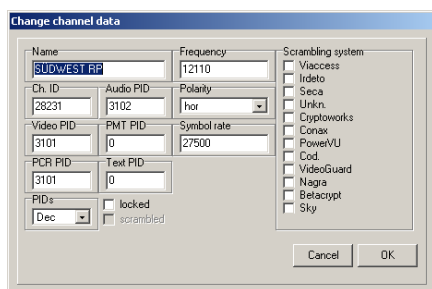 Change channel data
Name
SÜDWEST RP
Frequency
12110
Scrambling system
Viaccess
Irdeto
Seca
Unkn.
Cryptoworks
Conax
PowerVU
Cod.
VideoGuard
Nagra
Betacrypt
Sky
Ch. ID
28231
Audio PID
3102
Polarity
hor
Video PID
3101
PMT PID
0
Symbol rate
27500
PCR PID
3101
Text PID
0
PIDs
Dec
locked
scrambled
Cancel
OK